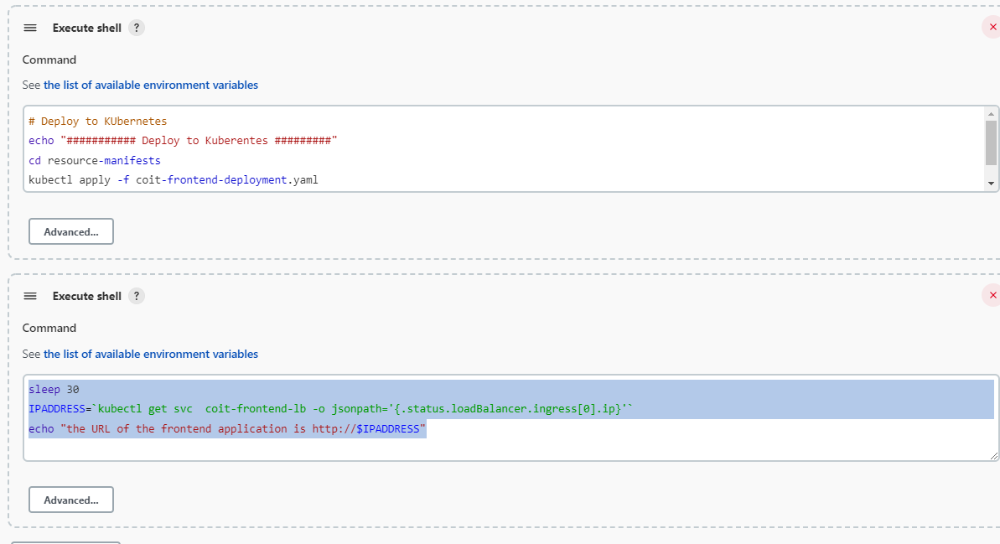 Execute shell ?
Command
See the list of available environment variables
# Deploy to KUbernetes
echo "########### Deploy to Kuberentes #########"
cd resource-manifests
kubectl apply -f coit-frontend-deployment.yaml
Advanced...
Execute shell ?
Command
See the list of available environment variables
sleep 30
IPADDRESS=`kubectl get svc  coit-frontend-lb -o jsonpath='{.status.loadBalancer.ingress[0].ip}'`
echo "the URL of the frontend application is http://$IPADDRESS"
Advanced...